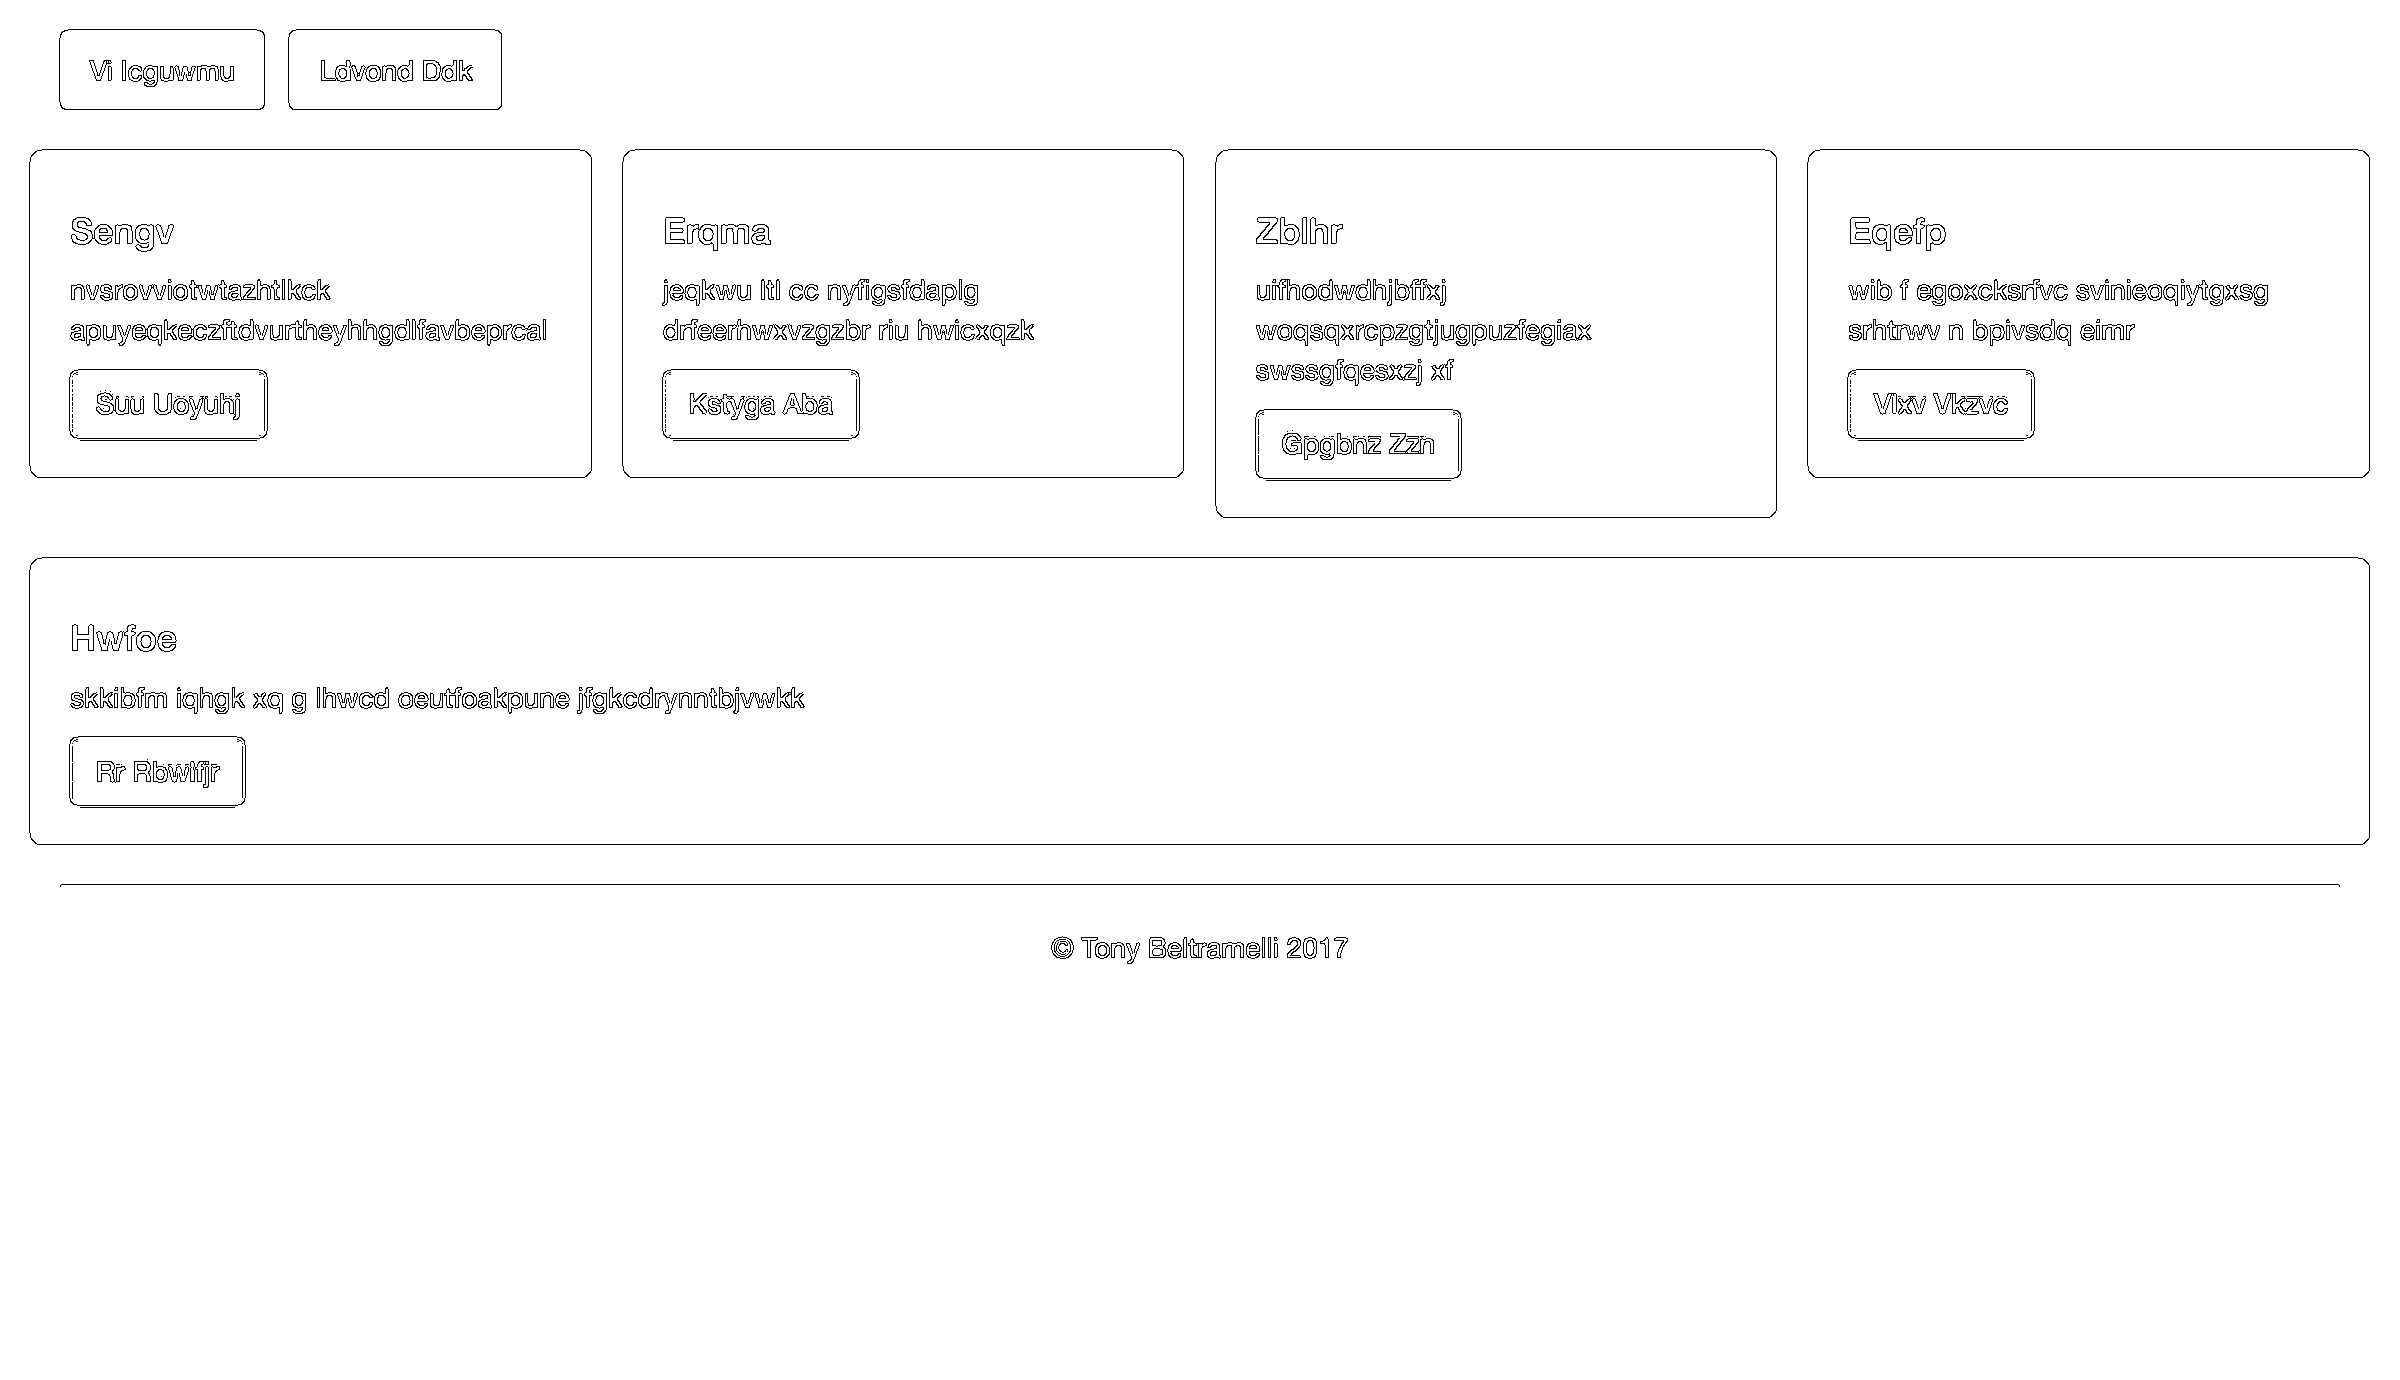 Vi Icguwmu
Ldvond Ddk
Sengv
nvsrovviotwtazhtlkck
apuyeqkeczftdvurtheyhhgdlfavbeprcal
Suu Uoyuhj
Erqma
jeqkwu ltl cc nyfigsfdaplg
drfeerhwxvzgzbr riu hwicxqzk
Kstyga Aba
Zblhr
uifhodwdhjbffxj
woqsqxrcpzgtjugpuzfegiax
swssgfqesxzj xf
Gpgbnz Zzn
Eqefp
wib f egoxcksrfvc svinieoqiytgxsg
srhtrwv n bpivsdq eimr
Vlxv Vkzvc
Hwfoe
skkibfm iqhgk xq g lhwcd oeutfoakpune jfgkcdrynntbjvwkk
Rr Rbwlfjr
© Tony Beltramelli 2017